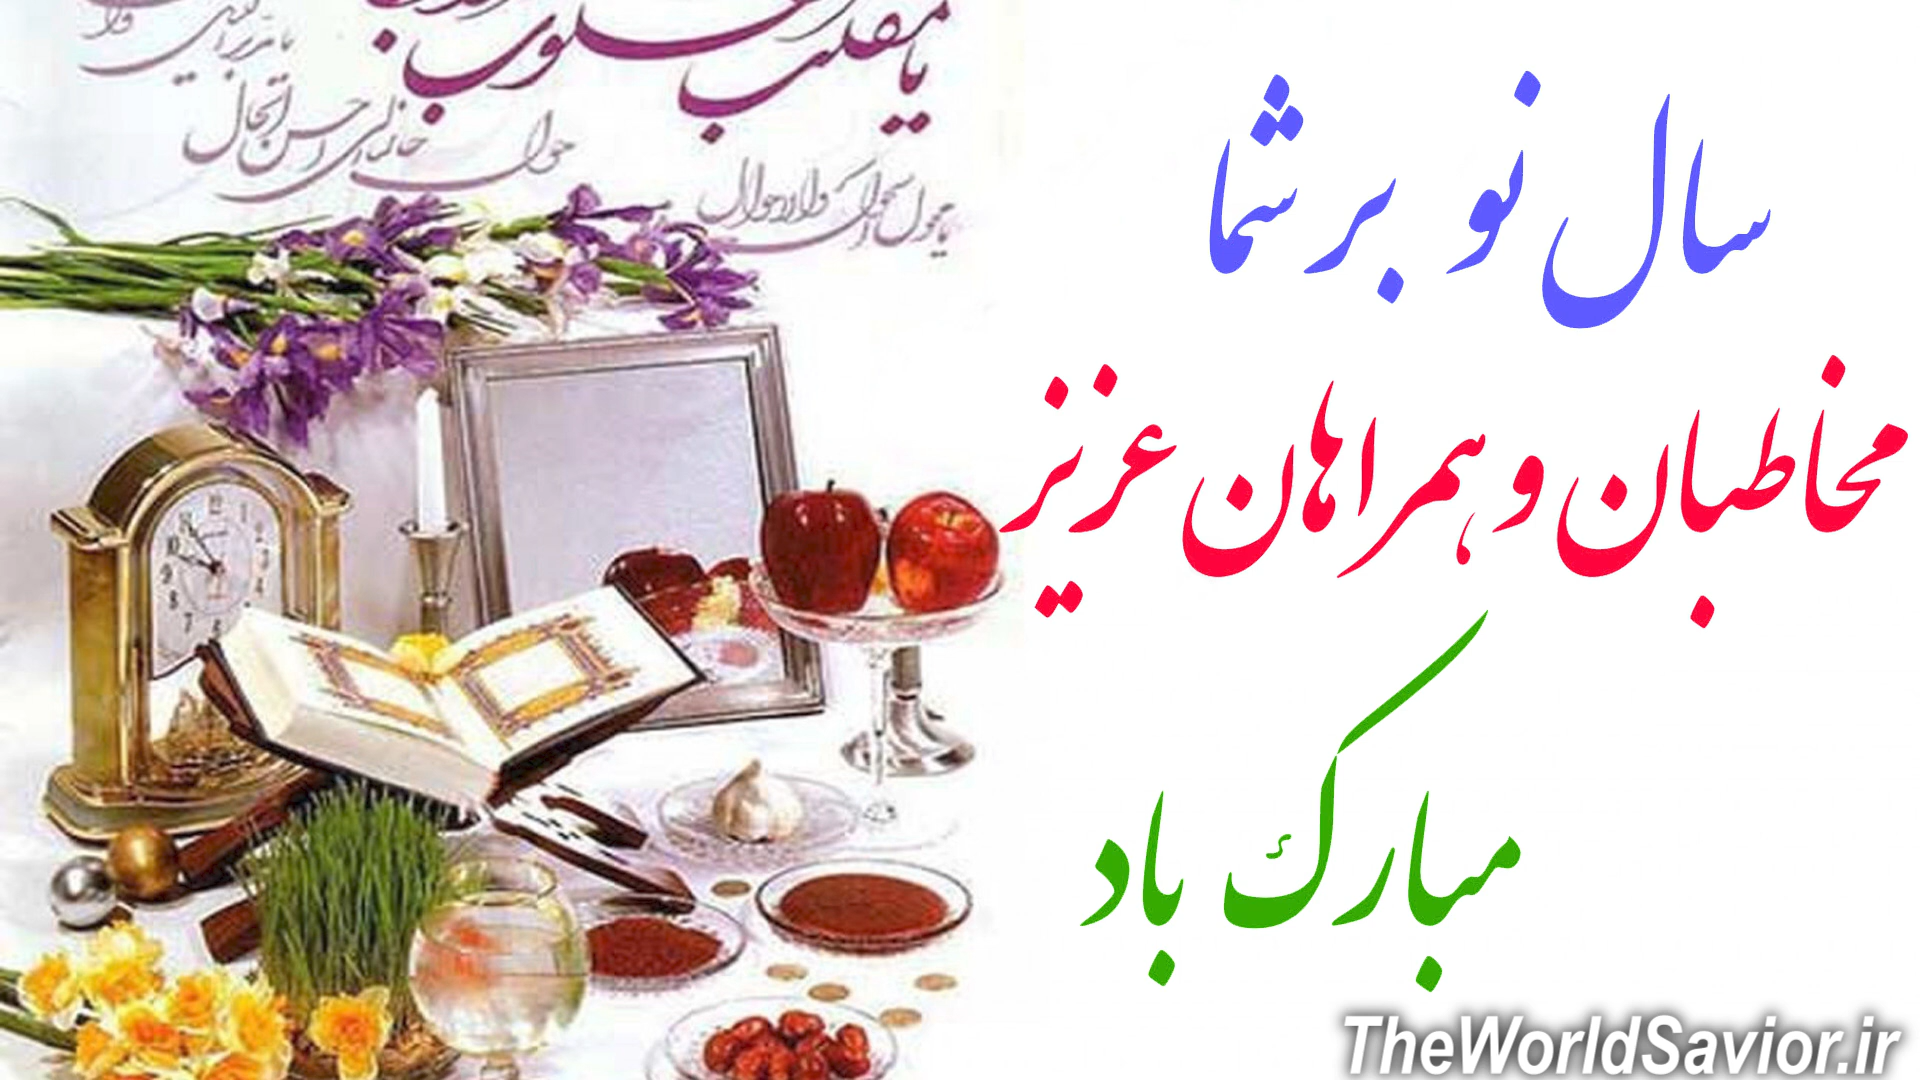 یا مقلب القلوب
یا محول الحول والاحوال
حول حالنا الی احسن الحال
سال نو بر شما
مخاطبان و همراهان عزیز
مبارک باد
TheWorldSavior.ir